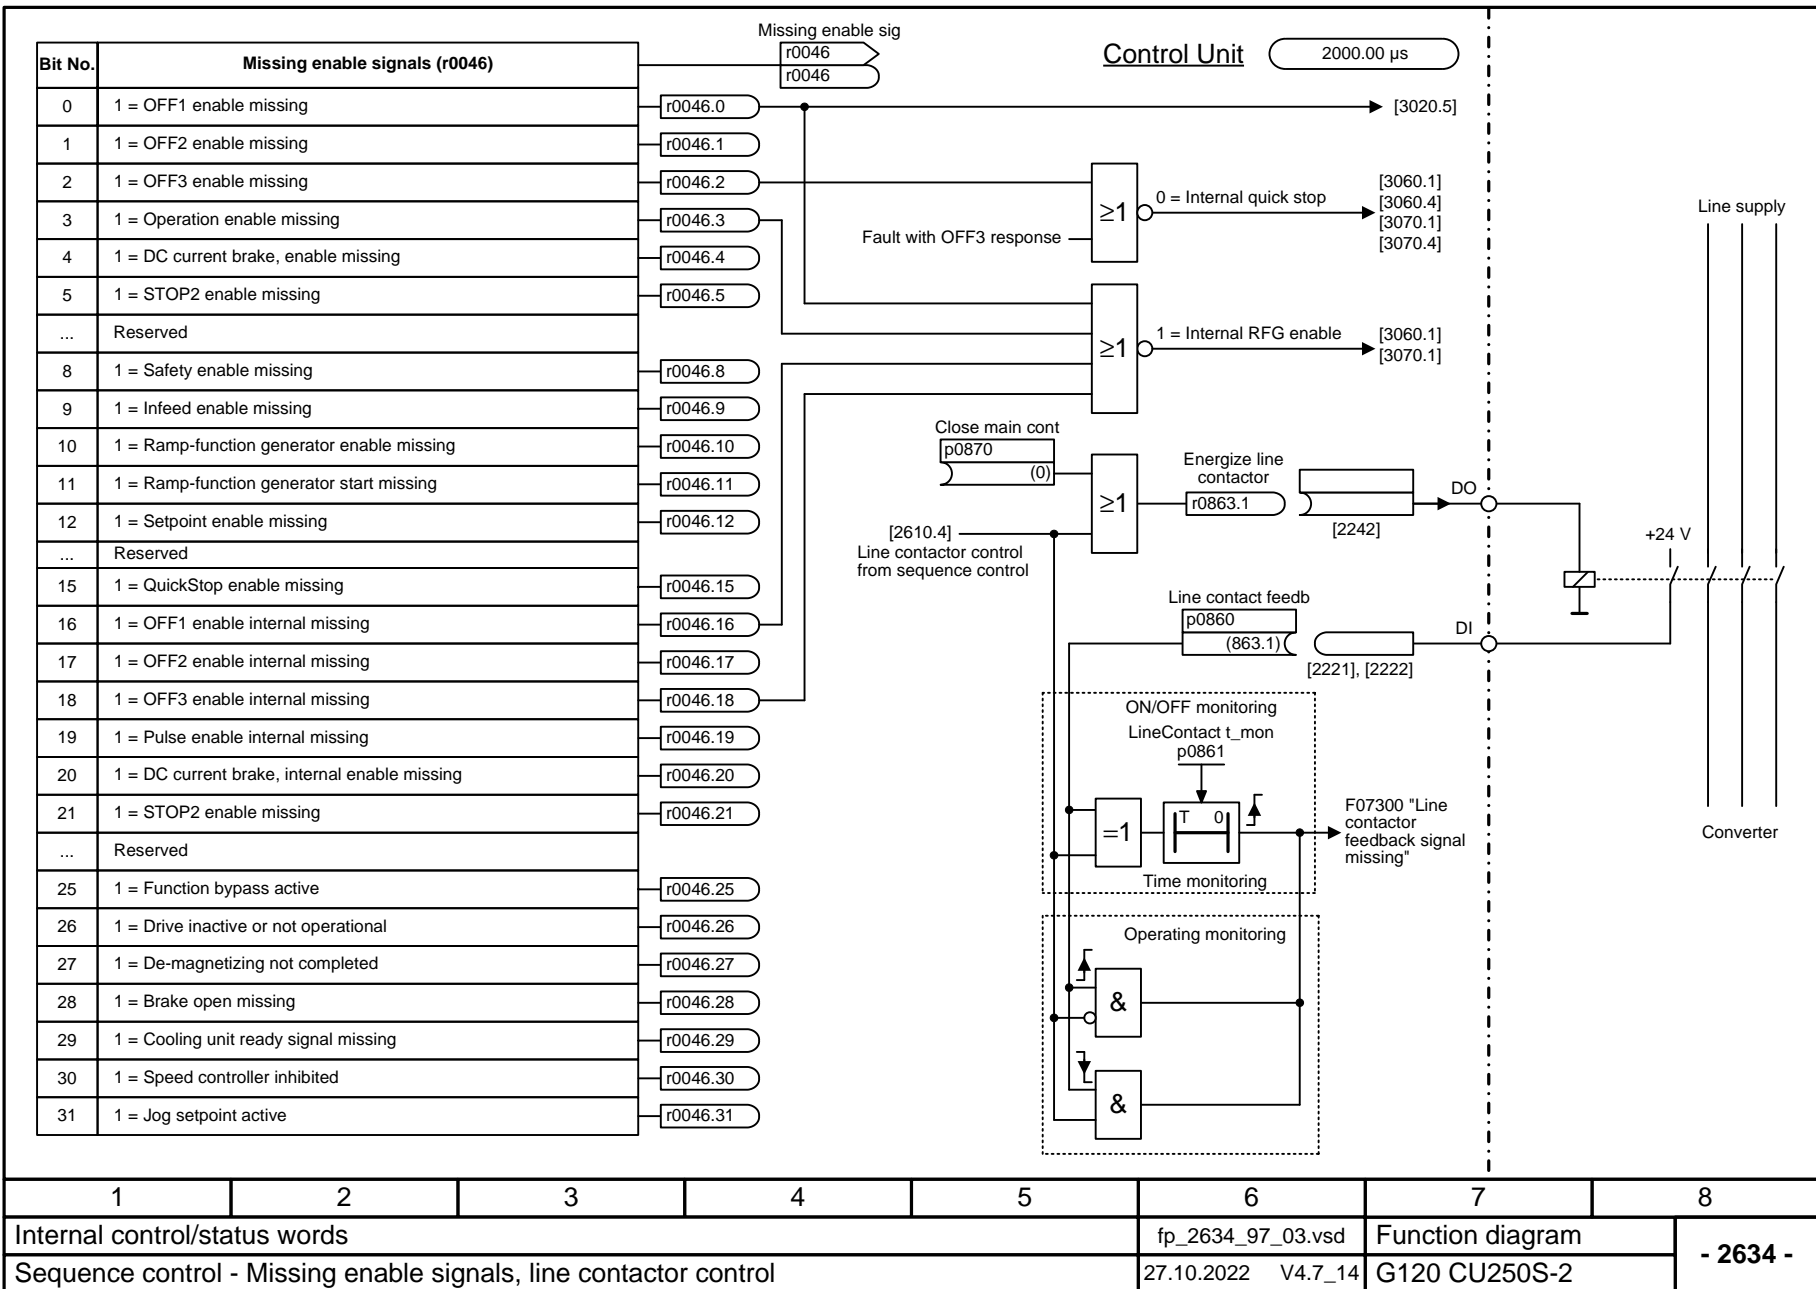 Missing enable sig
r0046
r0046
Control Unit
2000.00 µs
Bit No.
Missing enable signals (r0046)
0 1 = OFF1 enable missing r0046.0 [3020.5]
1 1 = OFF2 enable missing r0046.1
2 1 = OFF3 enable missing r0046.2
3 1 = Operation enable missing r0046.3
4 1 = DC current brake, enable missing r0046.4
5 1 = STOP2 enable missing r0046.5
... Reserved
8 1 = Safety enable missing r0046.8
9 1 = Infeed enable missing r0046.9
10 1 = Ramp-function generator enable missing r0046.10
11 1 = Ramp-function generator start missing r0046.11
12 1 = Setpoint enable missing r0046.12
... Reserved
15 1 = QuickStop enable missing r0046.15
16 1 = OFF1 enable internal missing r0046.16
17 1 = OFF2 enable internal missing r0046.17
18 1 = OFF3 enable internal missing r0046.18
19 1 = Pulse enable internal missing r0046.19
20 1 = DC current brake, internal enable missing r0046.20
21 1 = STOP2 enable missing r0046.21
... Reserved
25 1 = Function bypass active r0046.25
26 1 = Drive inactive or not operational r0046.26
27 1 = De-magnetizing not completed r0046.27
28 1 = Brake open missing r0046.28
29 1 = Cooling unit ready signal missing r0046.29
30 1 = Speed controller inhibited r0046.30
31 1 = Jog setpoint active r0046.31
Fault with OFF3 response
≥1
0 = Internal quick stop
[3060.1]
[3060.4]
[3070.1]
[3070.4]
≥1
1 = Internal RFG enable
[3060.1]
[3070.1]
Close main cont
p0870
(0)
[2610.4]
Line contactor control
from sequence control
≥1
Energize line
contactor
r0863.1
[2242]
DO
Line contact feedb
p0860
(863.1)
[2221], [2222]
DI
+24 V
Line supply
Converter
ON/OFF monitoring
LineContact t_mon
p0861
=1
T 0
Time monitoring
F07300 "Line
contactor
feedback signal
missing"
Operating monitoring
&
&
1 2 3 4 5 6 7 8
Internal control/status words
fp_2634_97_03.vsd
Function diagram
- 2634 -
Sequence control - Missing enable signals, line contactor control
27.10.2022 V4.7_14
G120 CU250S-2